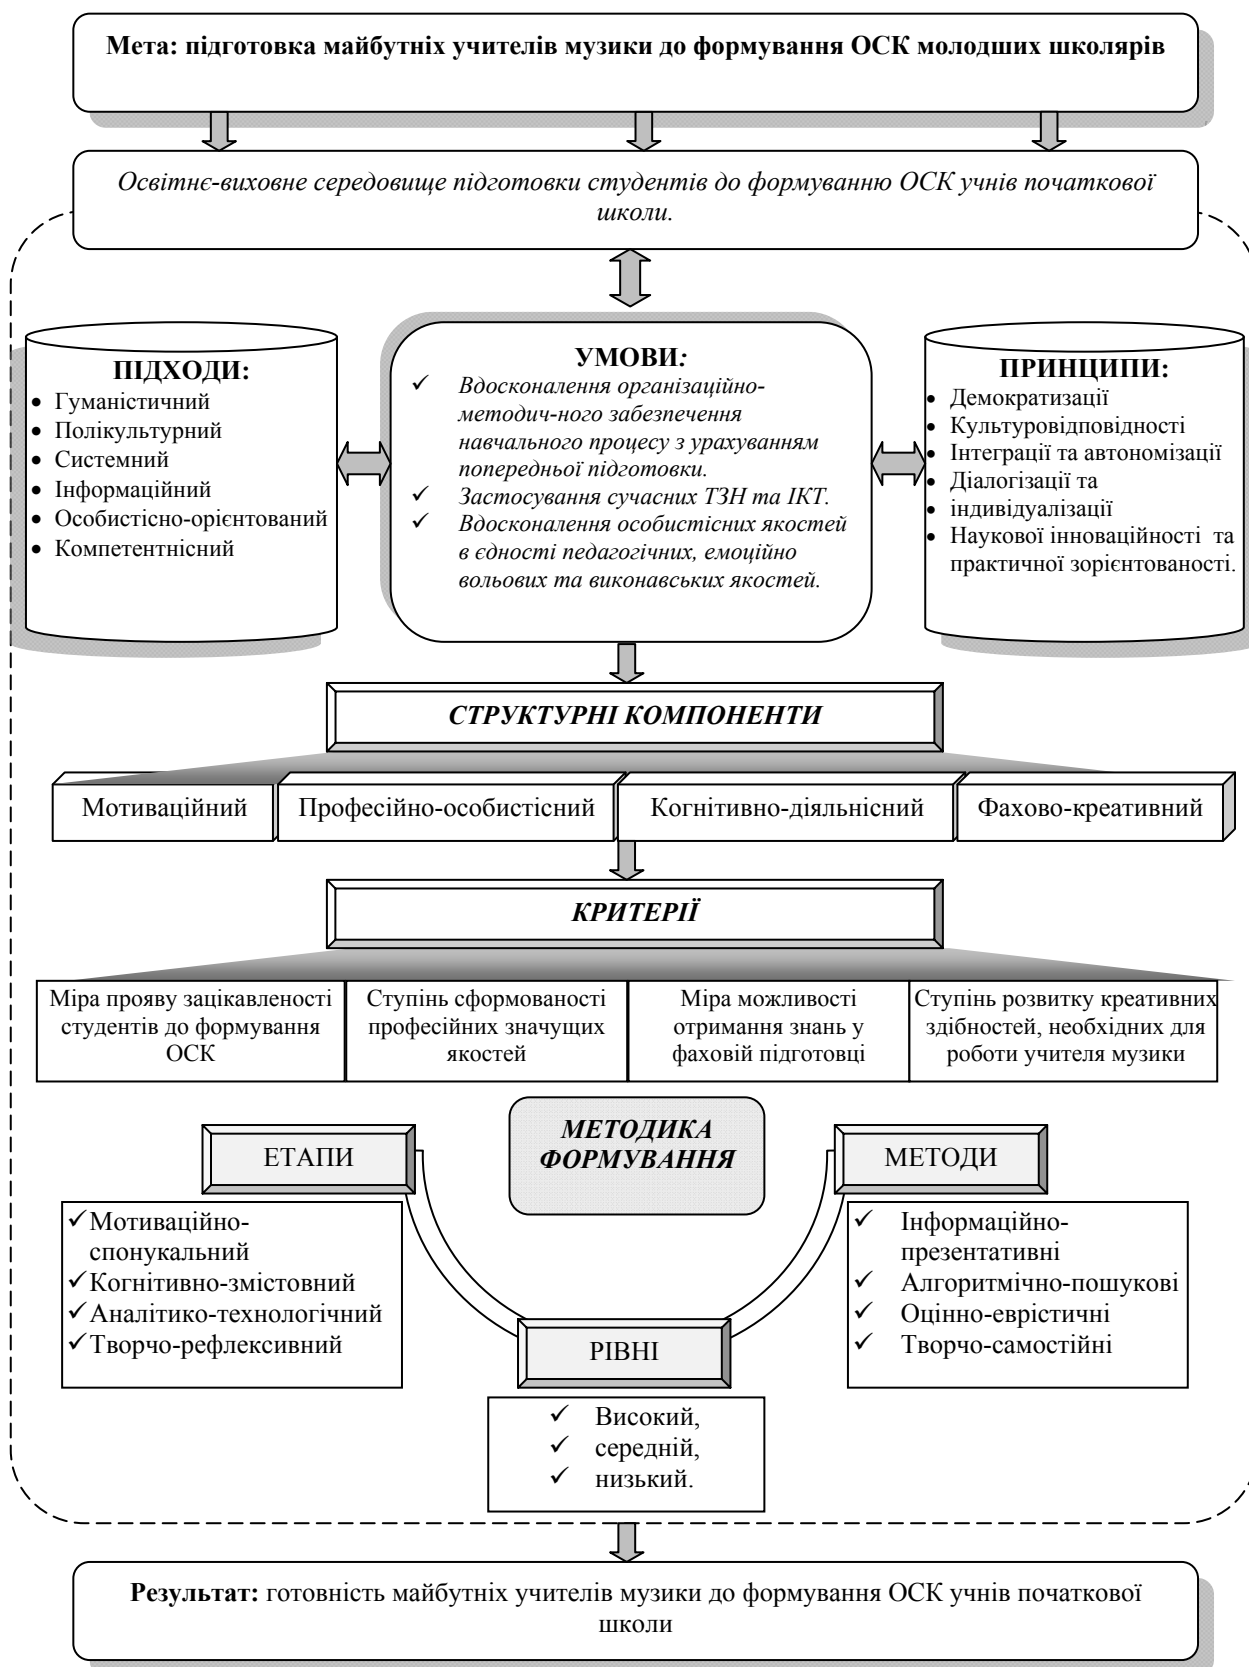 Мета: підготовка майбутніх учителів музики до формування ОСК молодших школярів
Освітнє-виховне середовище підготовки студентів до формуванню ОСК учнів початкової
школи.
ПІДХОДИ:
• Гуманістичний
• Полікультурний
• Системний
• Інформаційний
• Особистісно-орієнтований
• Компетентнісний
УМОВИ:
✓ Вдосконалення організаційно-
методич-ного забезпечення
навчального процесу з урахуванням
попередньої підготовки.
✓ Застосування сучасних ТЗН та ІКТ.
✓ Вдосконалення особистісних якостей
в єдності педагогічних, емоційно
вольових та виконавських якостей.
ПРИНЦИПИ:
• Демократизації
• Культуровідповідності
• Інтеграції та автономізації
• Діалогізації та
• індивідуалізації
• Наукової інноваційності та
практичної зорієнтованості.
СТРУКТУРНІ КОМПОНЕНТИ
Мотиваційний
Професійно-особистісний
Когнітивно-діяльнісний
Фахово-креативний
КРИТЕРІЇ
Міра прояву зацікавленості
студентів до формування
ОСК
Ступінь сформованості
професійних значущих
якостей
Міра можливості
отримання знань у
фаховій підготовці
Ступінь розвитку креативних
здібностей, необхідних для
роботи учителя музики
МЕТОДИКА
ФОРМУВАННЯ
ЕТАПИ
✓ Мотиваційно-
спонукальний
✓ Когнітивно-змістовний
✓ Аналітико-технологічний
✓ Творчо-рефлексивний
МЕТОДИ
✓ Інформаційно-
презентативні
✓ Алгоритмічно-пошукові
✓ Оцінно-еврістичні
✓ Творчо-самостійні
РІВНІ
✓ Високий,
✓ середній,
✓ низький.
Результат: готовність майбутніх учителів музики до формування ОСК учнів початкової
школи